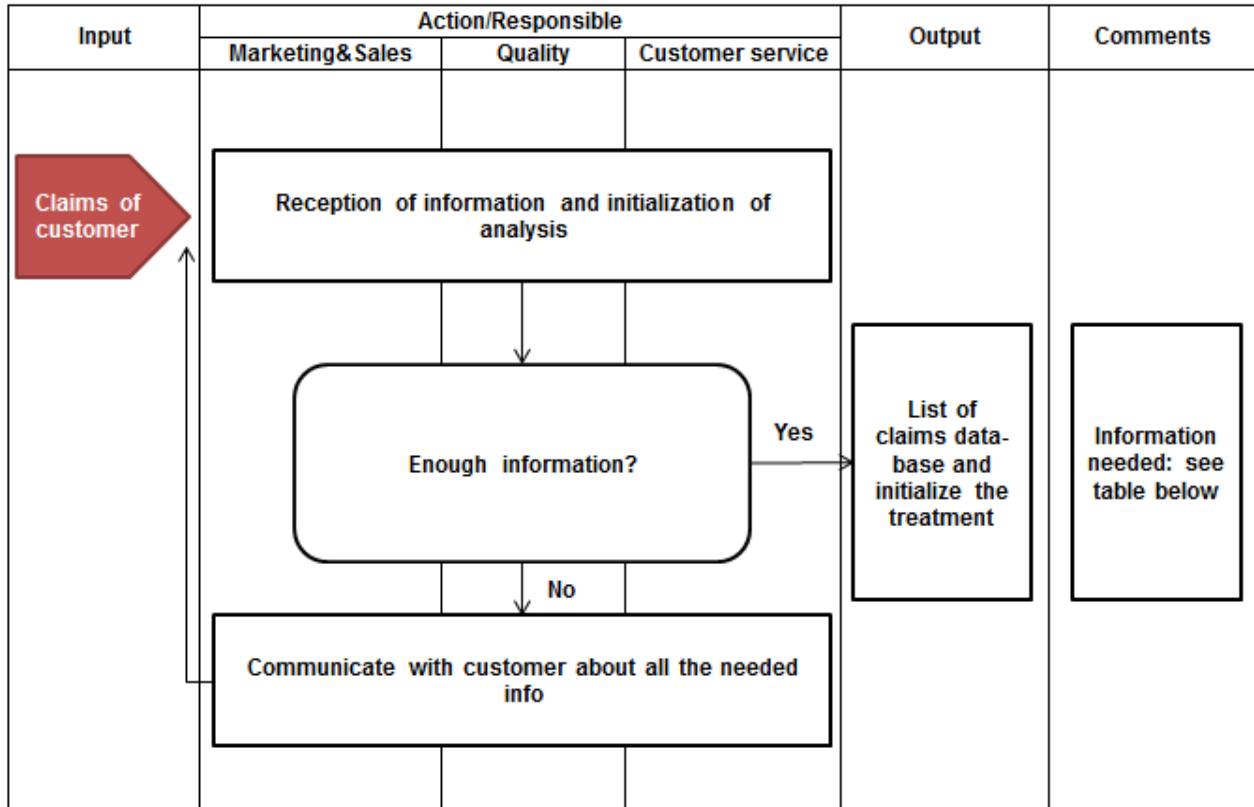 Input
Action/Responsible
Output
Comments
Marketing&Sales
Quality
Customer service
Claims of
customer
Reception of information and initialization of
analysis
Enough information?
Yes
No
List of
claims data-
base and
initialize the
treatment
Information
needed: see
table below
Communicate with customer about all the needed
info